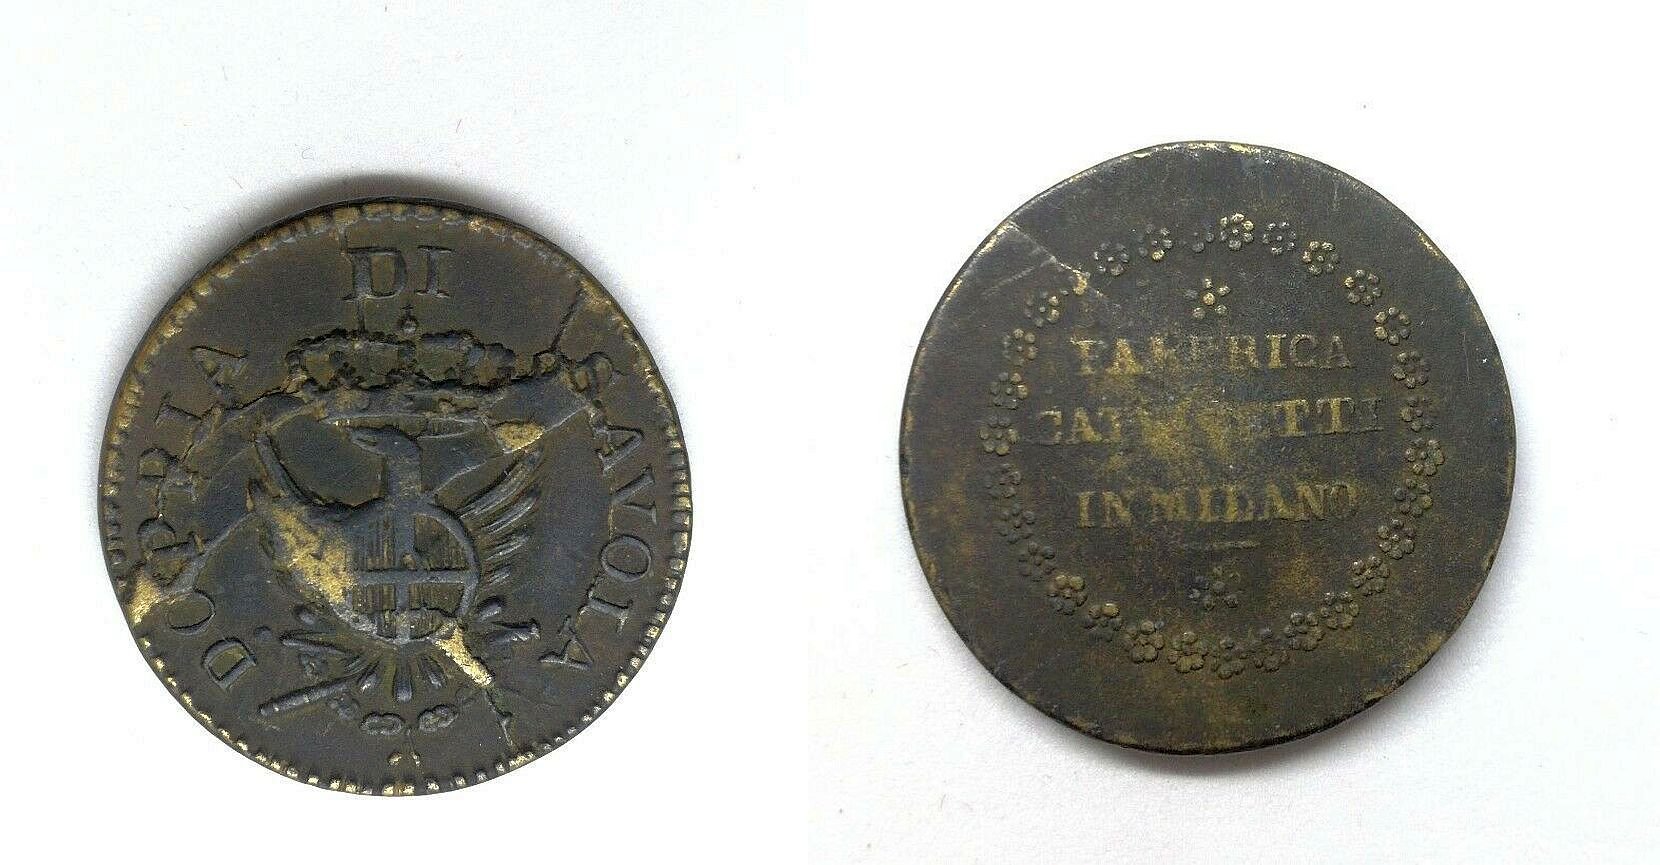 DOPPIA DI SAVOIA
FABBRICA
IN MILANO